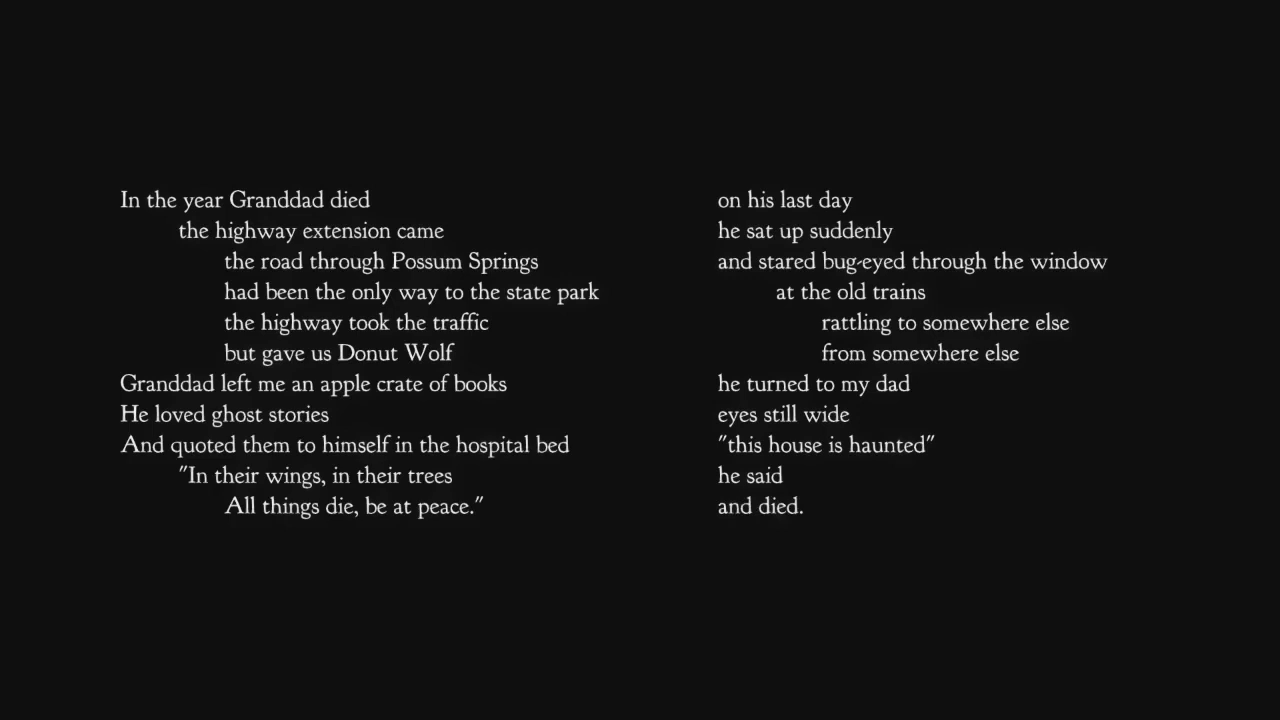 In the year Granddad died
the highway extension came
the road through Possum Springs
had been the only way to the state park
the highway took the traffic
but gave us Donut Wolf
Granddad left me an apple crate of books
He loved ghost stories
And quoted them to himself in the hospital bed
"In their wings, in their trees
All things die, be at peace."
on his last day
he sat up suddenly
and stared bug-eyed through the window
at the old trains
rattling to somewhere else
from somewhere else
he turned to my dad
eyes still wide
"this house is haunted"
he said
and died.